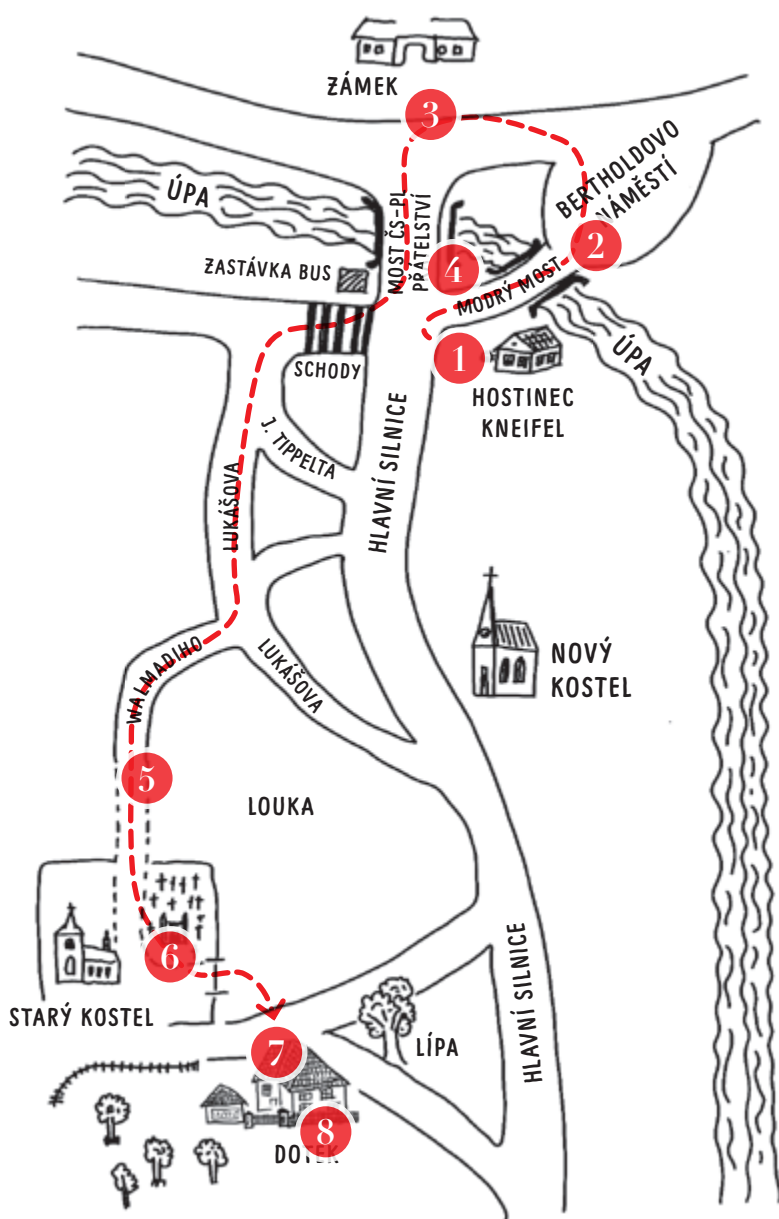 ZÁMEK
3
BERTHOLDOVO
NÁMĚSTÍ
ÚPA
MOST ČS-PL
PŘÁTELSTVÍ
2
4
ZASTÁVKA BUS
MODRÝ MOST
1
ÚPA
SCHODY
HOSTINEC
KNEIFEL
J. TIPPELTA
HLAVNÍ SILNICE
LUKÁŠOVA
WALMADIHO
LUKÁŠOVA
NOVÝ
KOSTEL
5
LOUKA
6
STARÝ KOSTEL
HLAVNÍ SILNICE
7
LÍPA
8
DOTEK